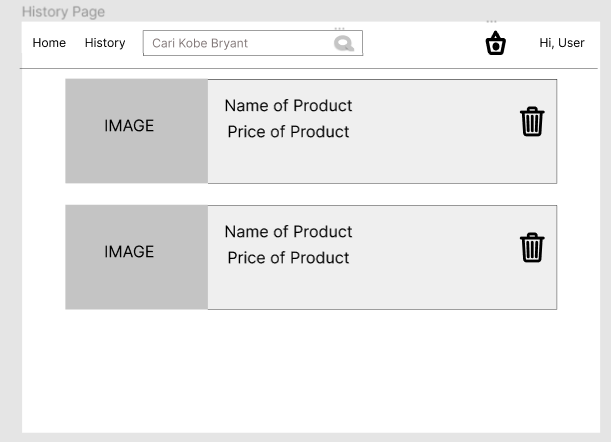 History Page
Home History Cari Kobe Bryant Hi, User
IMAGE
Name of Product
Price of Product
IMAGE
Name of Product
Price of Product